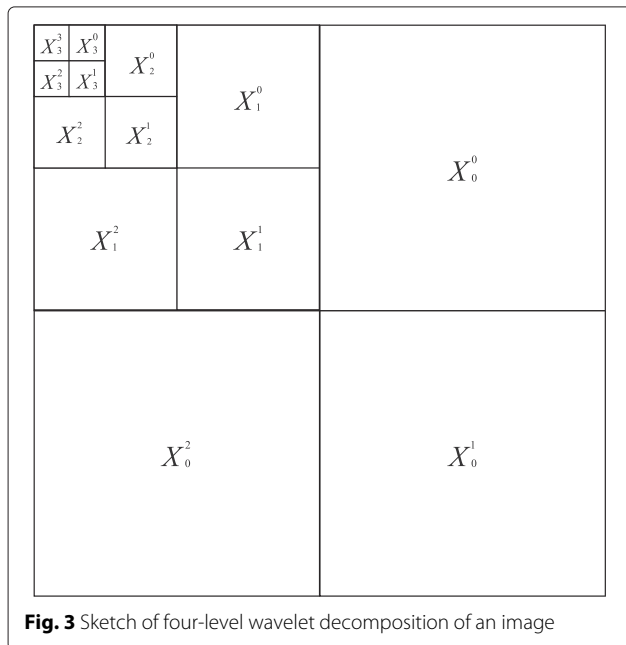 X_3^3 X_3^0
X_2^0
X_3^2 X_3^1
X_1^0
X_2^2 X_2^1
X_0^0
X_1^2 X_1^1
X_0^2 X_0^1
Fig. 3 Sketch of four-level wavelet decomposition of an image